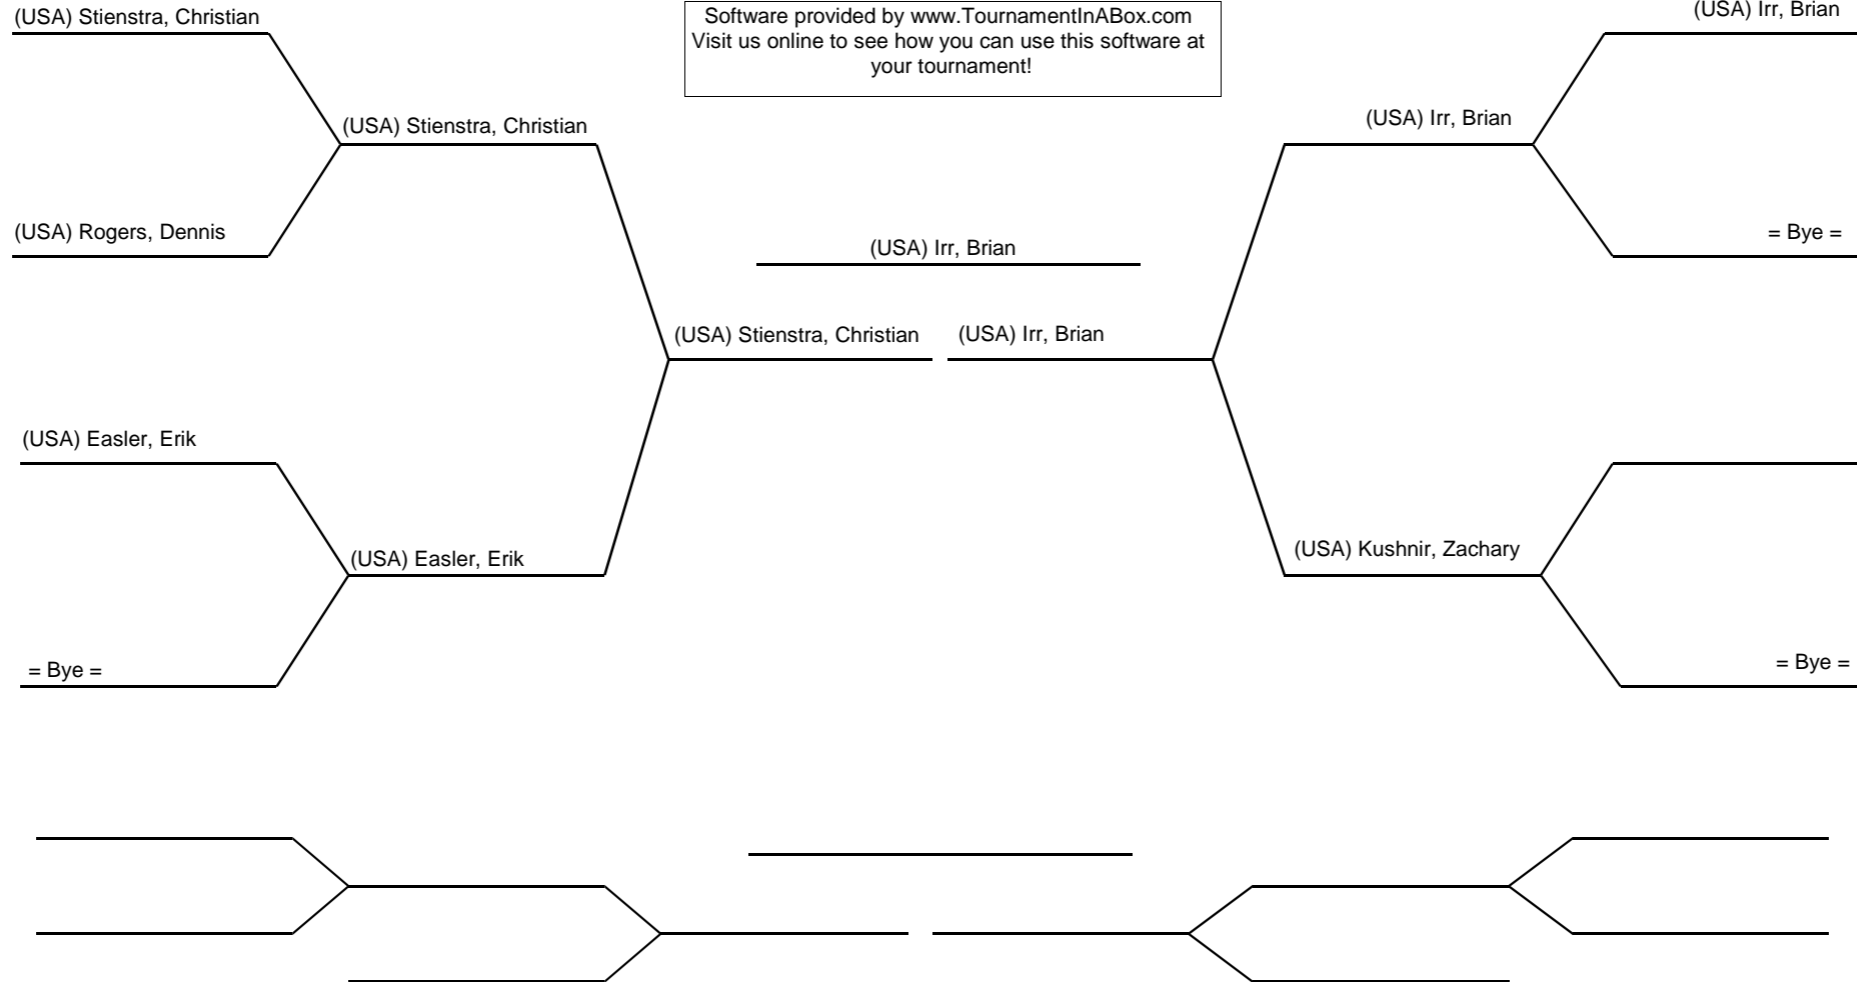 (USA) Stienstra, Christian
Software provided by www.TournamentInABox.com
Visit us online to see how you can use this software at
your tournament!
(USA) Irr, Brian
(USA) Stienstra, Christian
(USA) Irr, Brian
(USA) Rogers, Dennis
(USA) Irr, Brian
= Bye =
(USA) Stienstra, Christian
(USA) Irr, Brian
(USA) Easler, Erik
(USA) Easler, Erik
(USA) Kushnir, Zachary
= Bye =
= Bye =